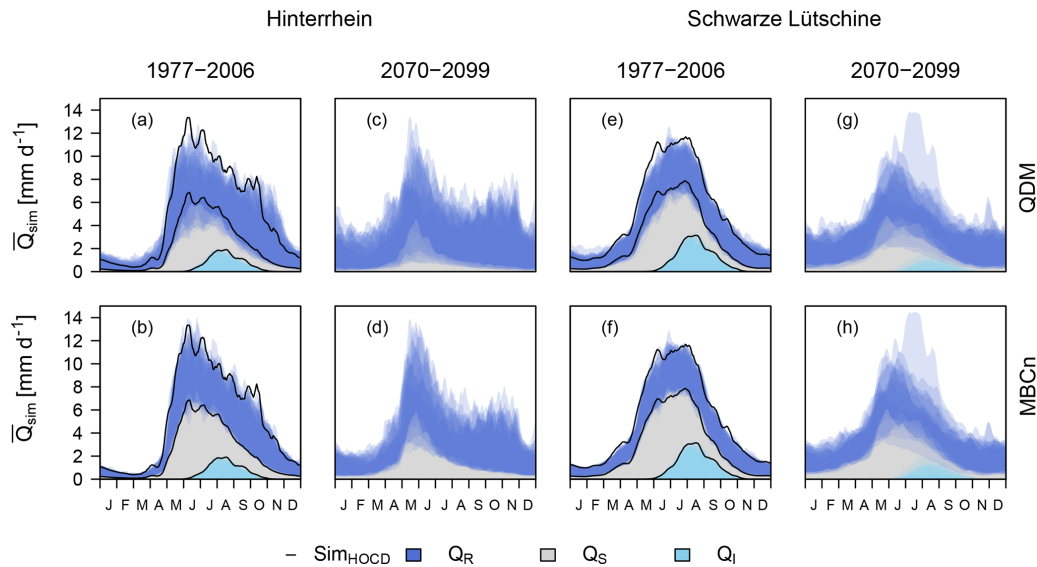 Hinterrhein Schwarze Lütschine
1977−2006 2070−2099 1977−2006 2070−2099
14
12
10
8
6
4
2
0
Q̅sim [mm d⁻¹]
(a) (c) (e) (g)
QDM
14
12
10
8
6
4
2
0
Q̅sim [mm d⁻¹]
(b) (d) (f) (h)
MBCn
J F M A M J J A S O N D J F M A M J J A S O N D J F M A M J J A S O N D J F M A M J J A S O N D
− SimHOCD QR QS QI